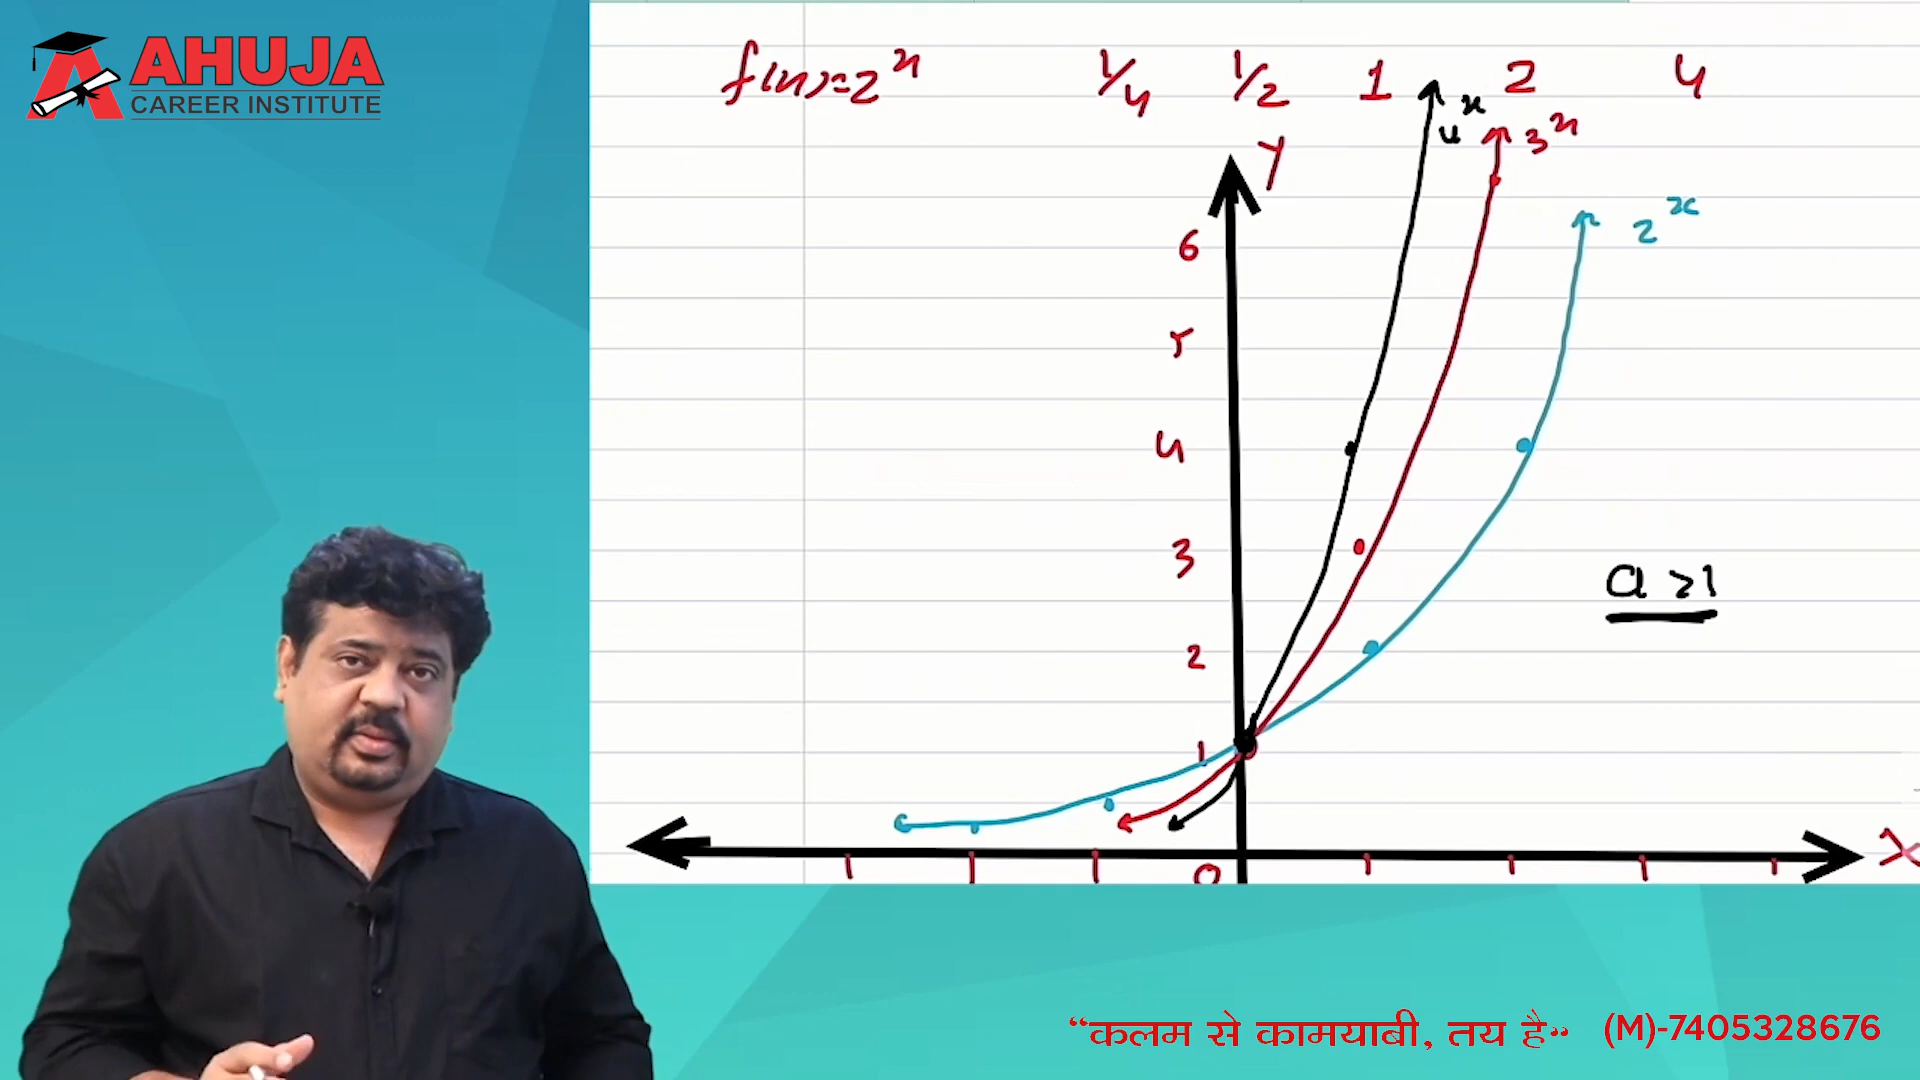 AHUJA
CAREER INSTITUTE
f(x)=2^x 1/4 1/2 1 2 4
4^x 3^x
Y
2^x
6
5
4
3
a>1
2
1
X
0
“कलम से कामयाबी, तय है” (M)-7405328676